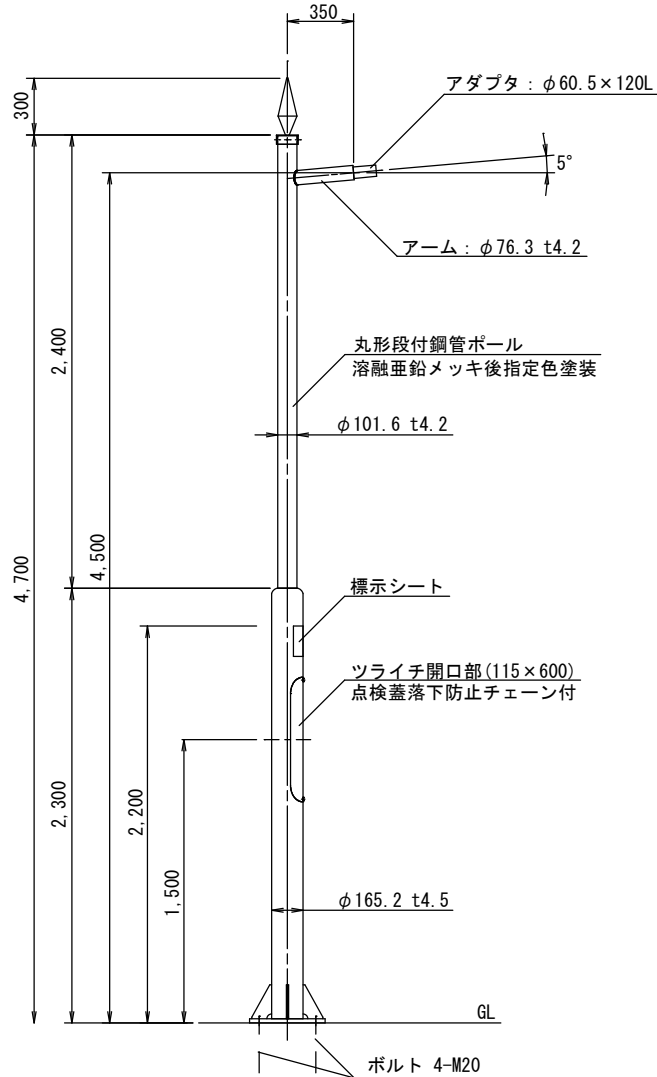 350
アダプタ：φ60.5×120L
300
5°
アーム：φ76.3 t4.2
丸形段付鋼管ポール
溶融亜鉛メッキ後指定色塗装
2,400
φ101.6 t4.2
4,500
4,700
標示シート
ツライチ開口部(115×600)
点検蓋落下防止チェーン付
2,300
2,200
1,500
φ165.2 t4.5
GL
ボルト 4-M20